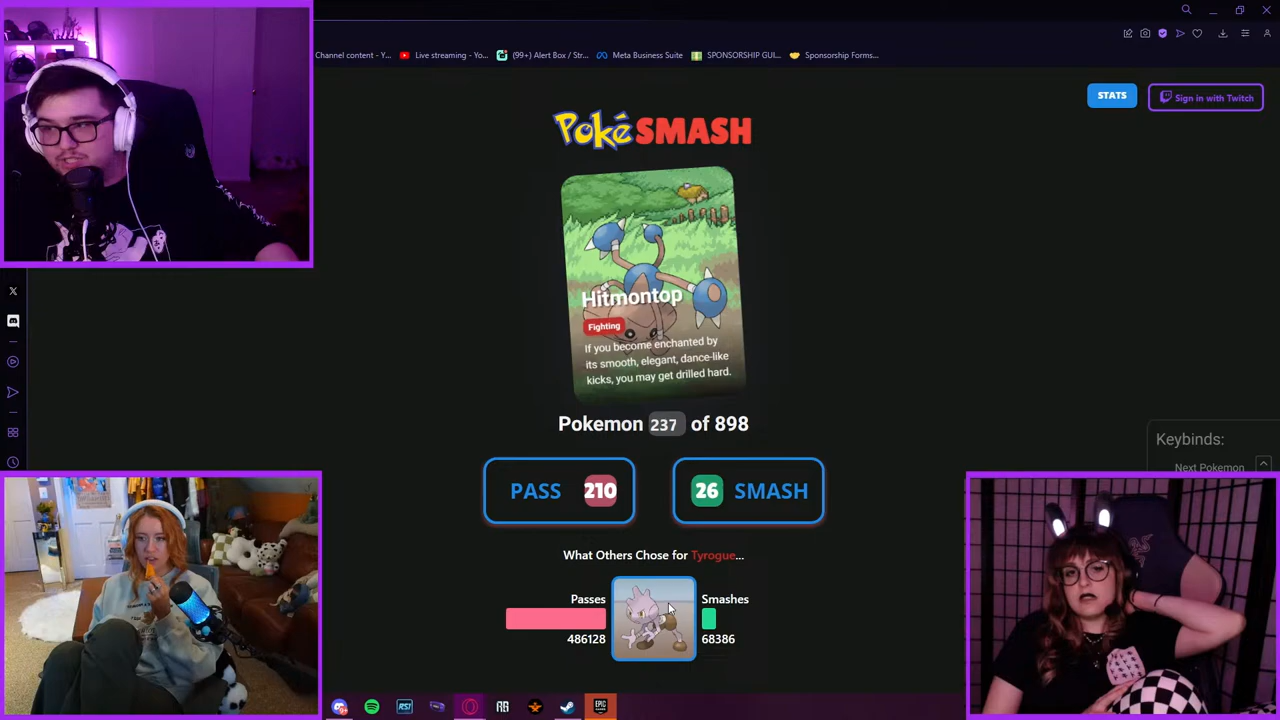 Channel content - Y...
Live streaming - Yo...
(99+) Alert Box / Str...
Meta Business Suite
SPONSORSHIP GUI...
Sponsorship Forms...
STATS
Sign in with Twitch
PokéSMASH
Hitmontop
Fighting
If you become enchanted by
its smooth, elegant, dance-like
kicks, you may get drilled hard.
Pokemon 237 of 898
PASS 210
26 SMASH
Keybinds:
Next Pokemon
What Others Chose for Tyrogue...
Passes
486128
Smashes
68386
RSI
EPIC
GAMES